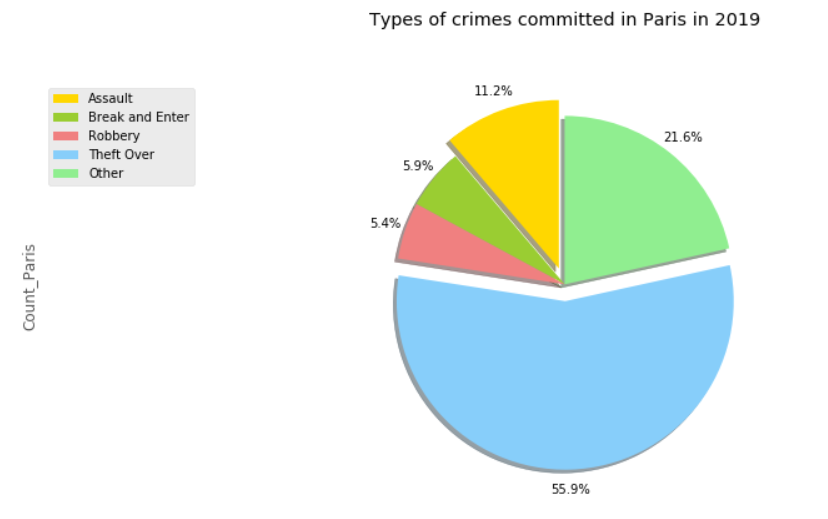 Types of crimes committed in Paris in 2019
Assault
Break and Enter
Robbery
Theft Over
Other
Count_Paris
11.2%
5.9%
5.4%
55.9%
21.6%